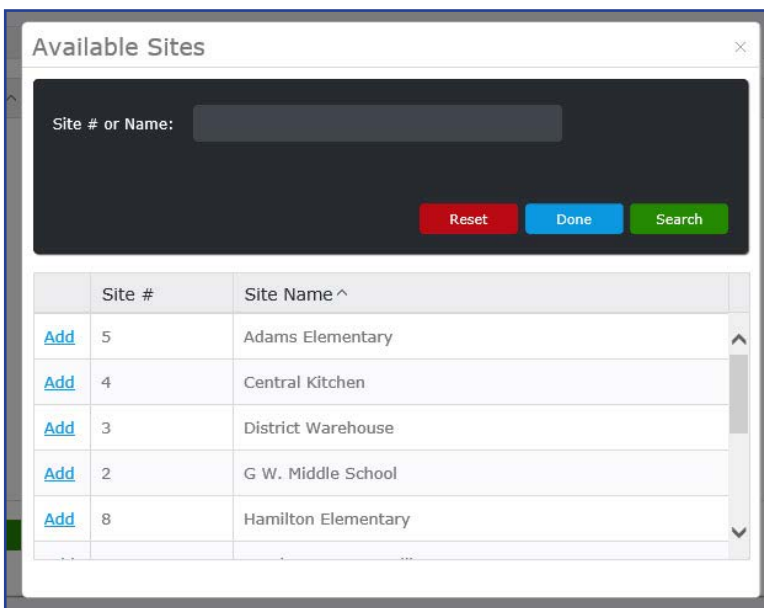 Available Sites
Site # or Name:
Reset Done Search
Site # Site Name
Add 5 Adams Elementary
Add 4 Central Kitchen
Add 3 District Warehouse
Add 2 G W. Middle School
Add 8 Hamilton Elementary